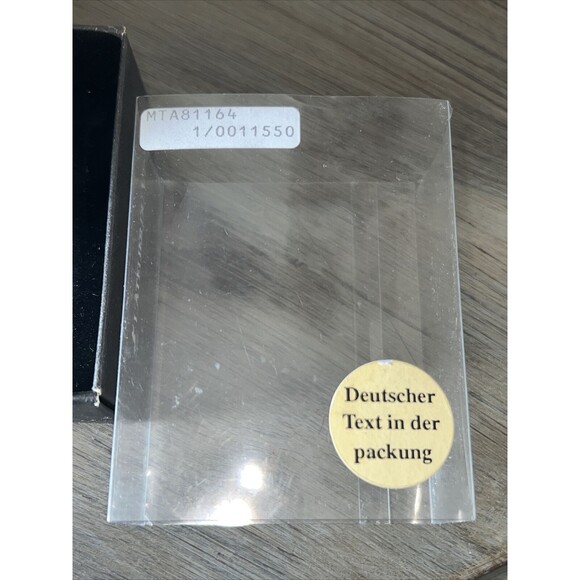 MTA81164
1/0011550
Deutscher
Text in der
packung